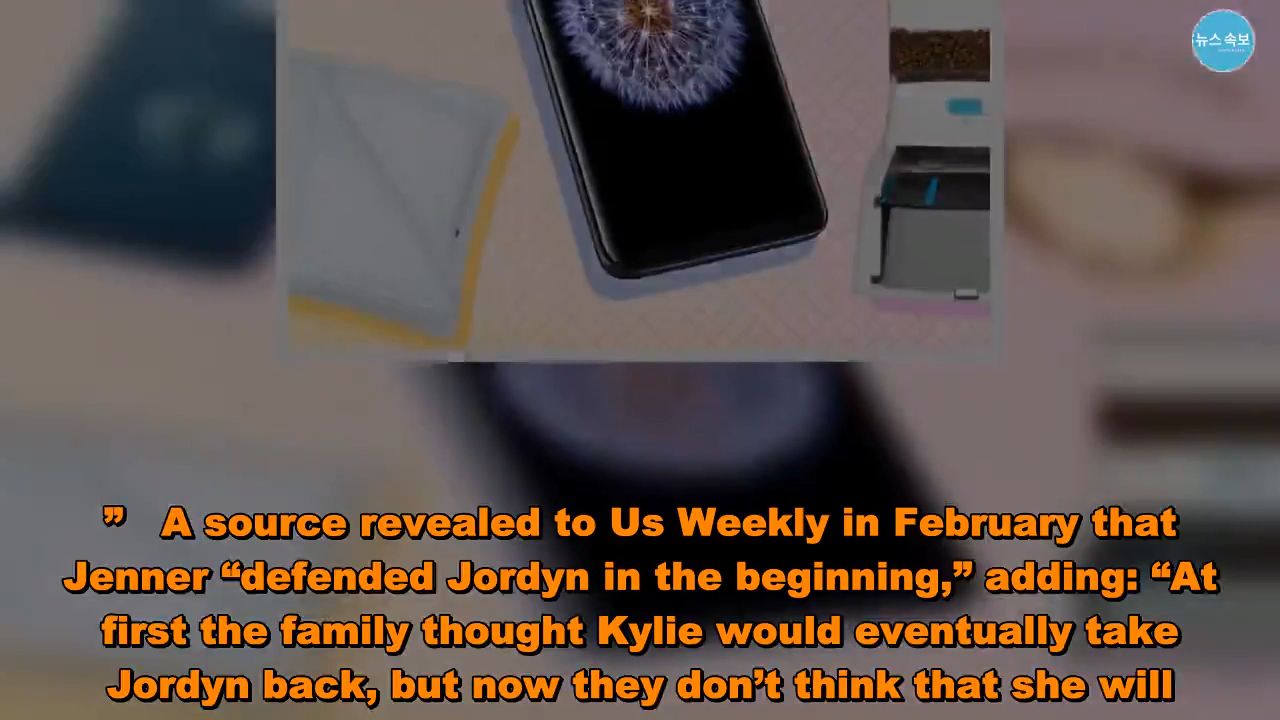 뉴스 속보
” A source revealed to Us Weekly in February that
Jenner “defended Jordyn in the beginning,” adding: “At
first the family thought Kylie would eventually take
Jordyn back, but now they don’t think that she will